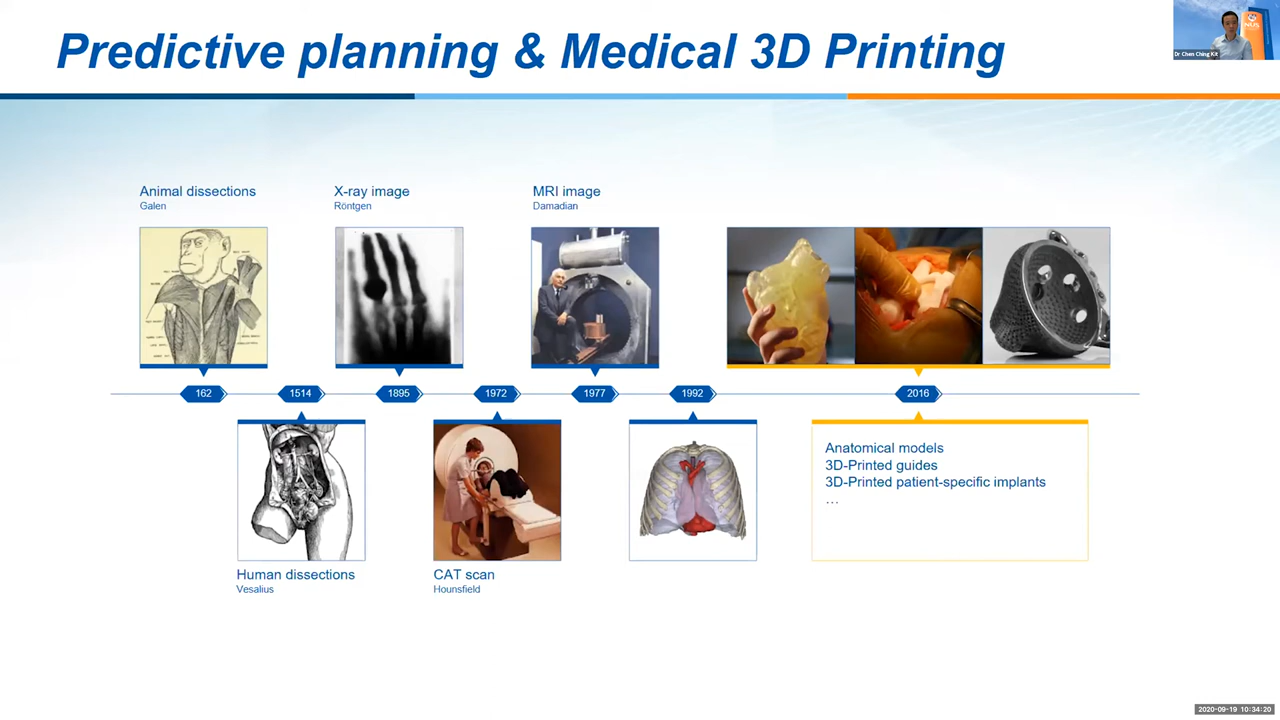 Predictive planning & Medical 3D Printing
NUS
Dr Chen Ching Kit
Animal dissections
Galen
X-ray image
Röntgen
MRI image
Damadian
162
1514
1895
1972
1977
1992
2016
Anatomical models
3D-Printed guides
3D-Printed patient-specific implants
...
Human dissections
Vesalius
CAT scan
Hounsfield
2020-09-19 10:34:20